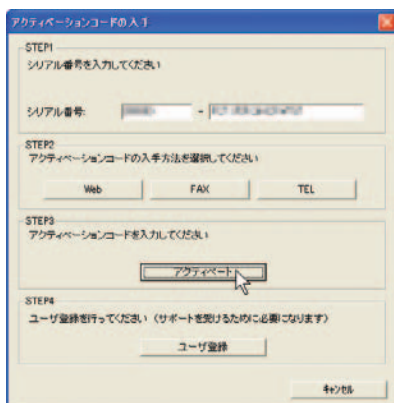 アクティベーションコードの入手
STEP1
シリアル番号を入力してください
シリアル番号:
-
STEP2
アクティベーションコードの入手方法を選択してください
Web FAX TEL
STEP3
アクティベーションコードを入力してください
アクティベート
STEP4
ユーザ登録を行ってください(サポートを受けるために必要になります)
ユーザ登録
キャンセル